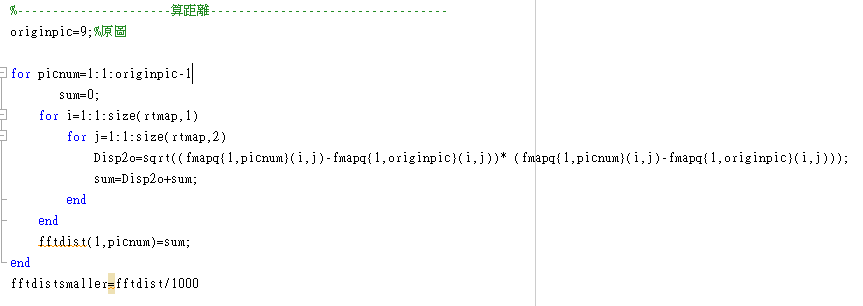 %----------------------算距離----------------------------------
originpic=9;%原圖
for picnum=1:1:originpic-1
sum=0;
for i=1:1:size(rtmap,1)
for j=1:1:size(rtmap,2)
Disp2o=sqrt((fmapq{1,picnum}(i,j)-fmapq{1,originpic}(i,j))* (fmapq{1,picnum}(i,j)-fmapq{1,originpic}(i,j)));
sum=Disp2o+sum;
end
end
fftdist(1,picnum)=sum;
end
fftdistsmaller=fftdist/1000